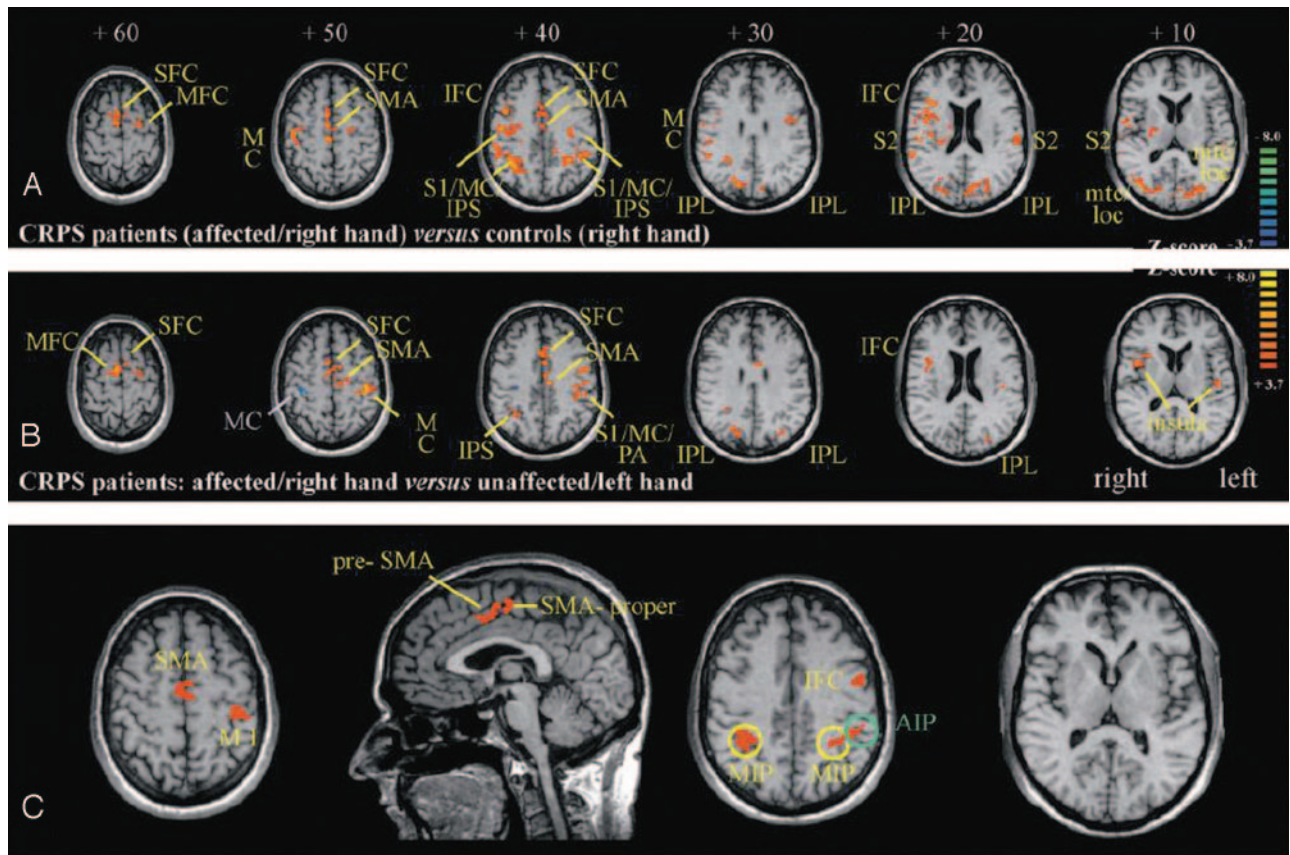 + 60 + 50 + 40 + 30 + 20 + 10
SFC MFC
M C SFC SMA
IFC SFC SMA
S1/MC/ IPS S1/MC/ IPS
M C IPL IPL
IFC S2 S2 IPL IPL
S2 mtc/ loc mtc/ loc
A
CRPS patients (affected/right hand) versus controls (right hand)
- 8.0
- 3.7
Z-score
Z-score
+ 8.0
+ 3.7
MFC SFC
MC SFC SMA M C
SFC SMA IPS S1/MC/ PA
IPL IPL
IFC IPL
insula
right left
B
CRPS patients: affected/right hand versus unaffected/left hand
SMA M1
pre- SMA
SMA- proper
IFC AIP
MIP MIP
C